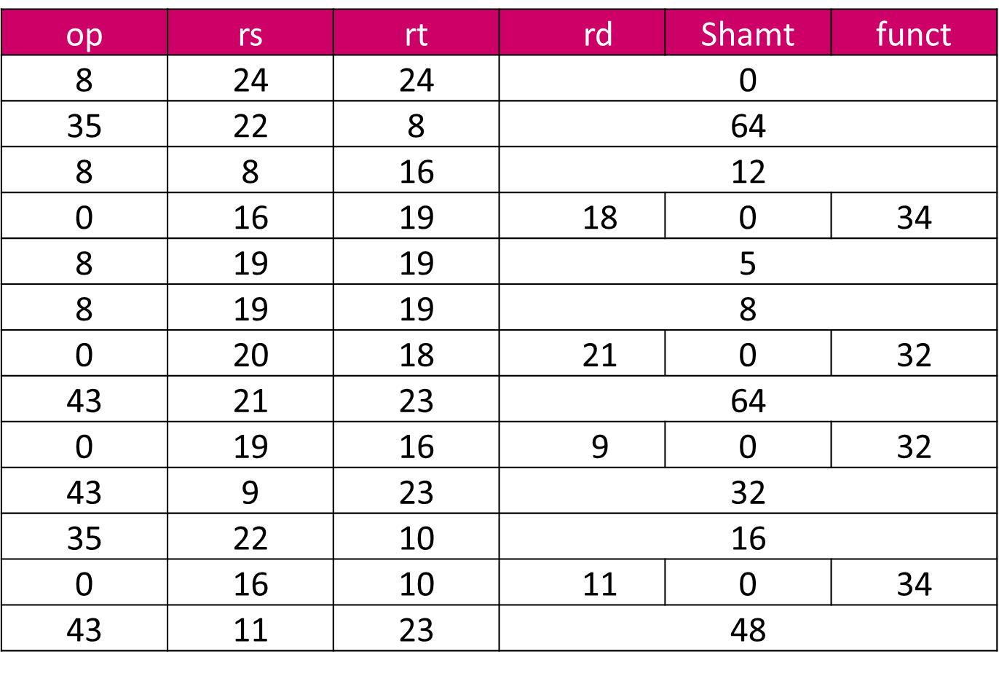 op rs rt rd Shamt funct
8 24 24 0
35 22 8 64
8 8 16 12
0 16 19 18 0 34
8 19 19 5
8 19 19 8
0 20 18 21 0 32
43 21 23 64
0 19 16 9 0 32
43 9 23 32
35 22 10 16
0 16 10 11 0 34
43 11 23 48